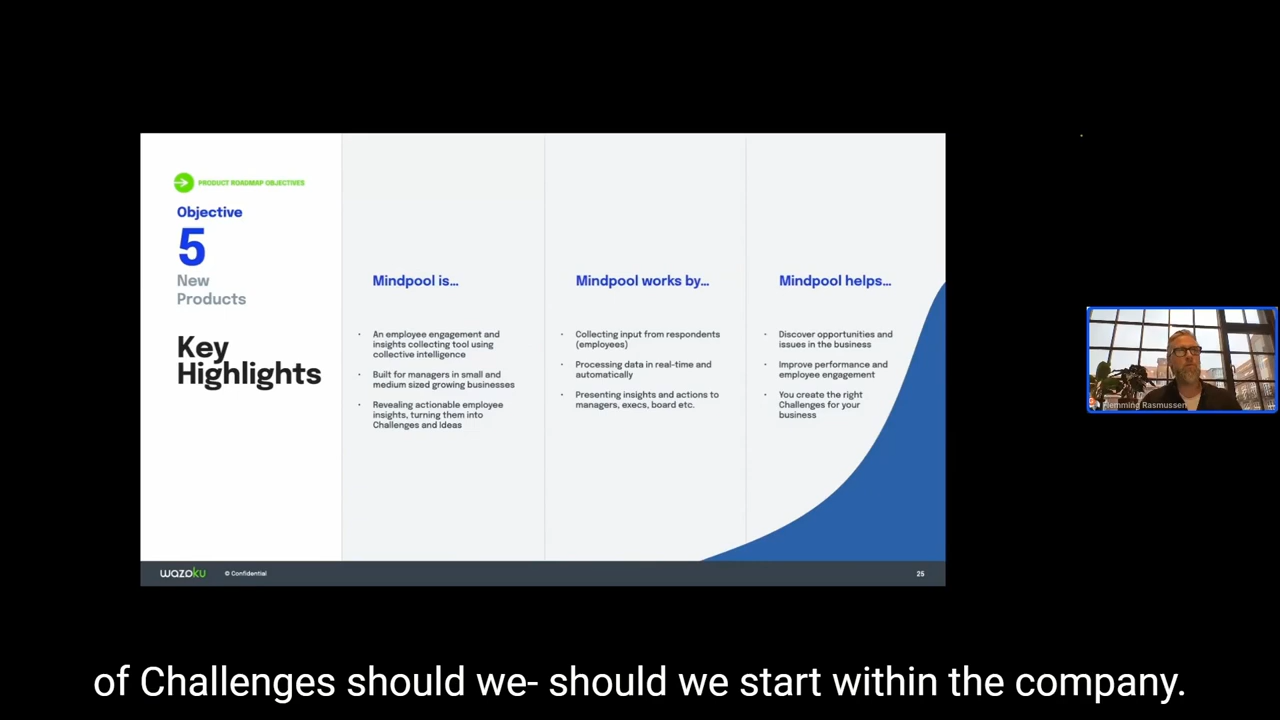 PRODUCT ROADMAP OBJECTIVES
Objective
5
New
Products
Key
Highlights
Mindpool is...
• An employee engagement and
insights collecting tool using
collective intelligence
• Built for managers in small and
medium sized growing businesses
• Revealing actionable employee
insights, turning them into
Challenges and Ideas
Mindpool works by...
• Collecting input from respondents
(employees)
• Processing data in real-time and
automatically
• Presenting insights and actions to
managers, execs, board etc.
Mindpool helps...
• Discover opportunities and
issues in the business
• Improve performance and
employee engagement
• You create the right
Challenges for your
business
wazoku
© Confidential
25
Flemming Rasmussen
of Challenges should we- should we start within the company.